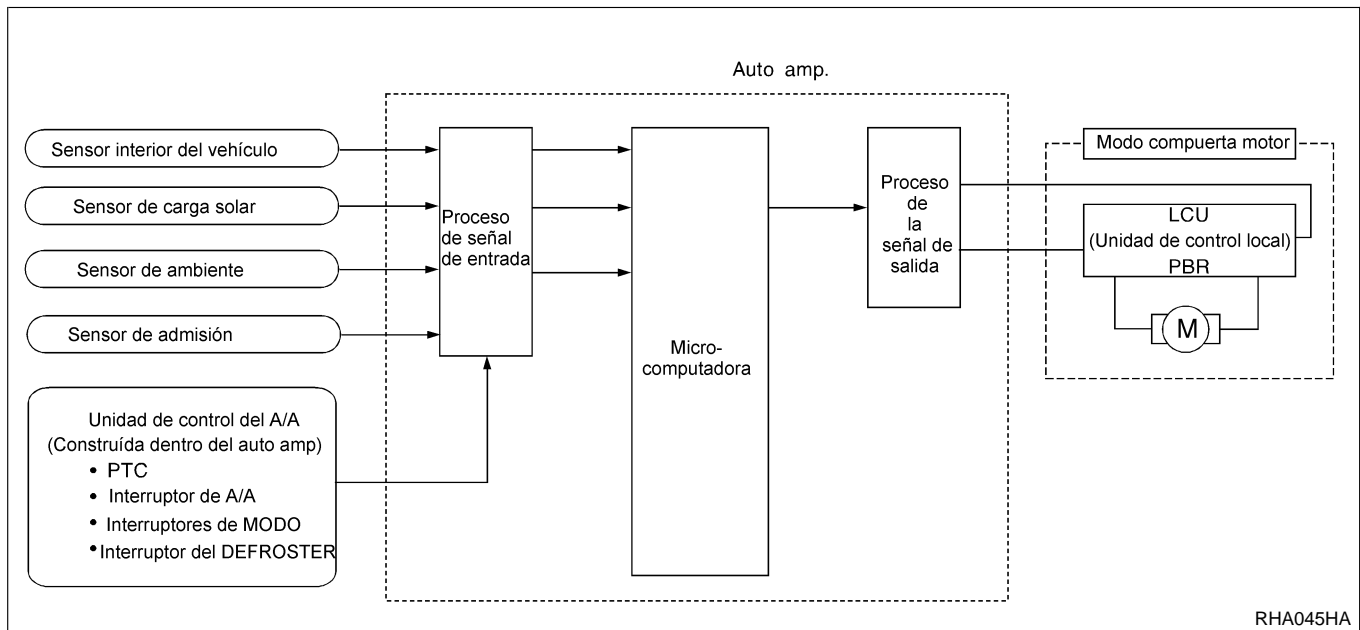 Auto amp.
Sensor interior del vehículo
Sensor de carga solar
Sensor de ambiente
Sensor de admisión
Unidad de control del A/A
(Construída dentro del auto amp)
• PTC
• Interruptor de A/A
• Interruptores de MODO
• Interruptor del DEFROSTER
Proceso
de señal
de entrada
Micro-
computadora
Proceso
de
la
señal de
salida
Modo compuerta motor
LCU
(Unidad de control local)
PBR
M
RHA045HA